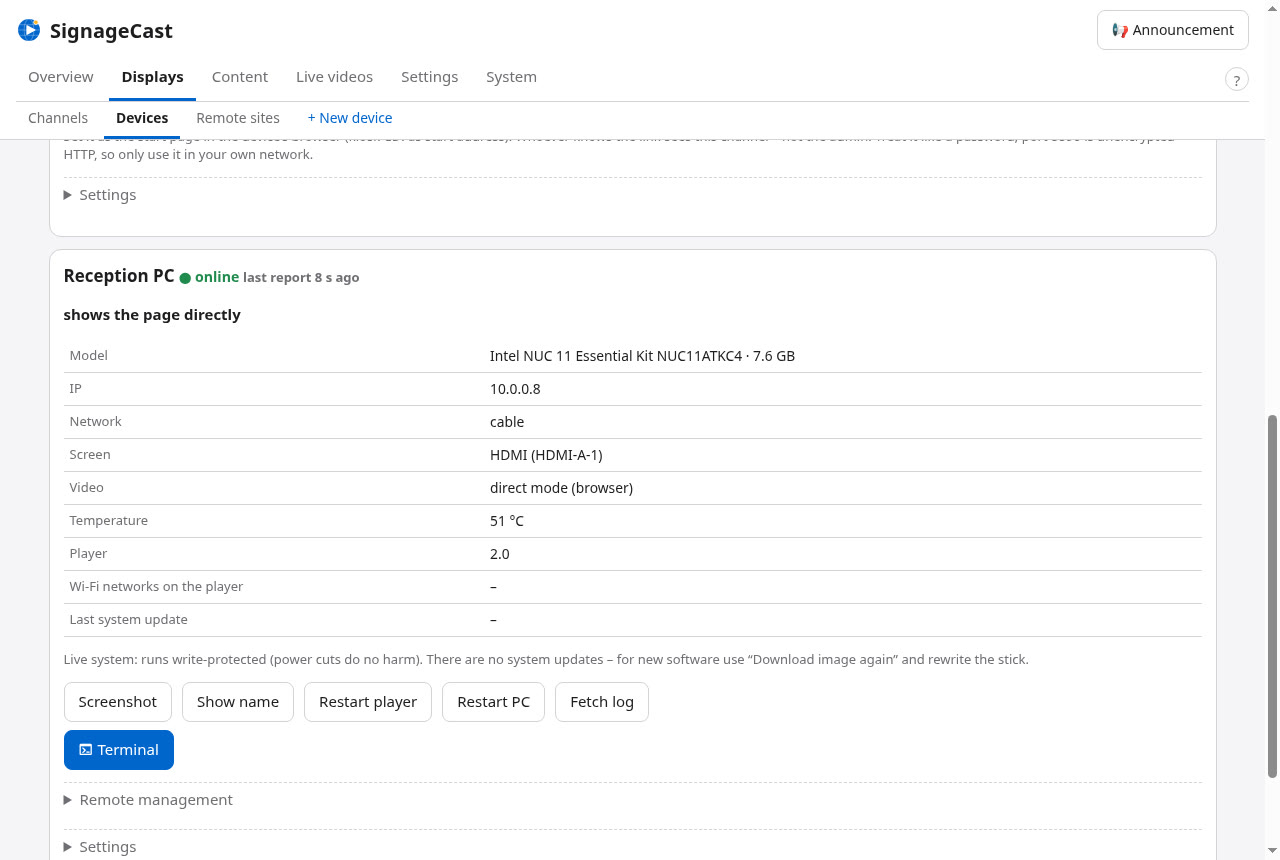 SignageCast
Announcement
Overview
Displays
Content
Live videos
Settings
System
?
Channels
Devices
Remote sites
+ New device
HTTP, so only use it in your own network.
Settings
Reception PC online last report 8 s ago
shows the page directly
Model Intel NUC 11 Essential Kit NUC11ATKC4 · 7.6 GB
IP 10.0.0.8
Network cable
Screen HDMI (HDMI-A-1)
Video direct mode (browser)
Temperature 51 °C
Player 2.0
Wi-Fi networks on the player –
Last system update –
Live system: runs write-protected (power cuts do no harm). There are no system updates – for new software use “Download image again” and rewrite the stick.
Screenshot
Show name
Restart player
Restart PC
Fetch log
Terminal
Remote management
Settings